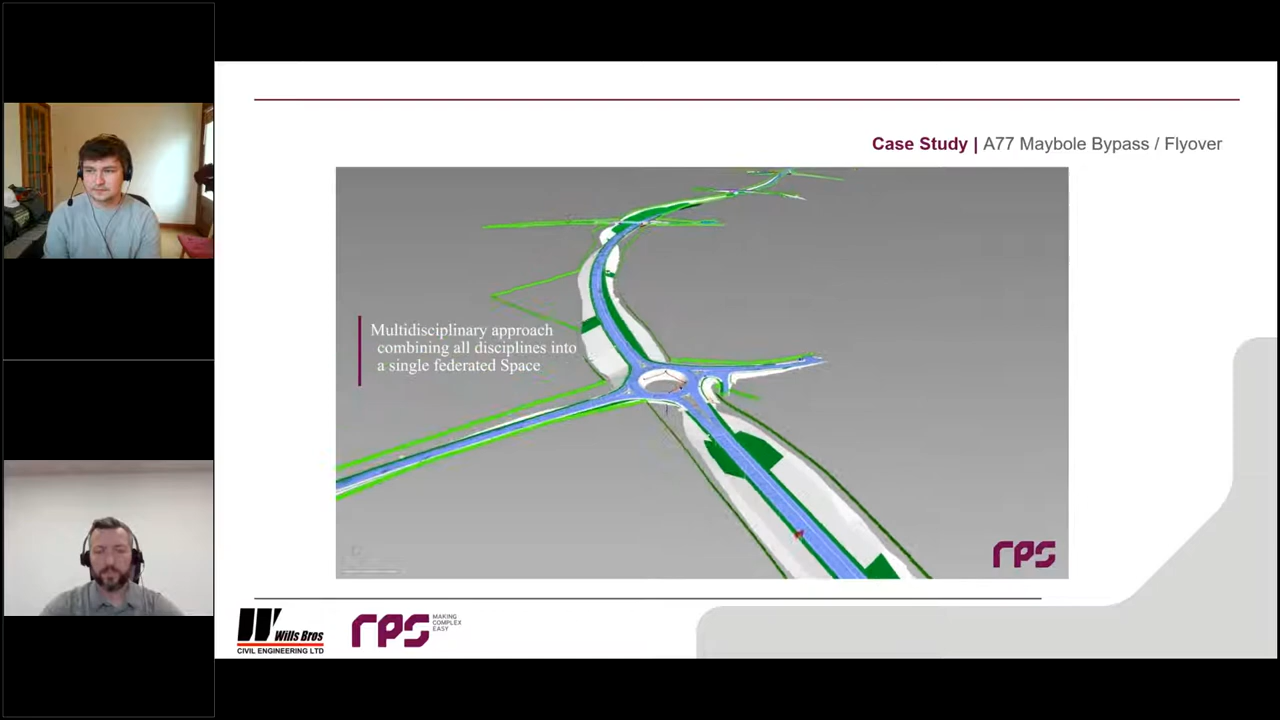 Case Study | A77 Maybole Bypass / Flyover
Multidisciplinary approach
combining all disciplines into
a single federated Space
rps
W Wills Bros
CIVIL ENGINEERING LTD
rps
MAKING
COMPLEX
EASY